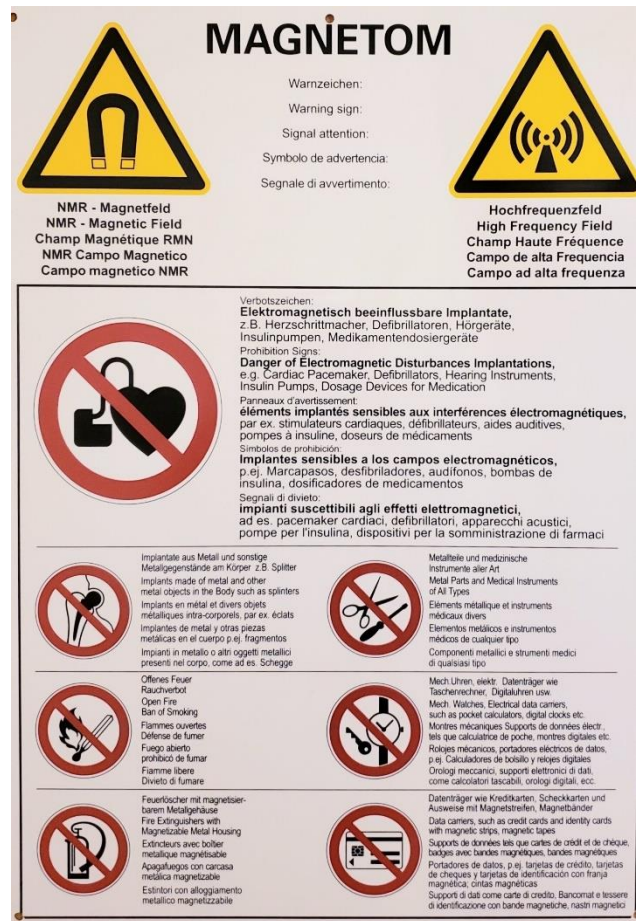 MAGNETOM
Warnzeichen:
Warning sign:
Signal attention:
Symbolo de advertencia:
Segnale di avvertimento:
NMR - Magnetfeld
NMR - Magnetic Field
Champ Magnétique RMN
NMR Campo Magnetico
Campo magnetico NMR
Hochfrequenzfeld
High Frequency Field
Champ Haute Fréquence
Campo de alta Frequencia
Campo ad alta frequenza
Verbotszeichen:
Elektromagnetisch beeinflussbare Implantate,
z.B. Herzschrittmacher, Defibrillatoren, Hörgeräte,
Insulinpumpen, Medikamentendosiergeräte
Prohibition Signs:
Danger of Electromagnetic Disturbances Implantations,
e.g. Cardiac Pacemaker, Defibrillators, Hearing Instruments,
Insulin Pumps, Dosage Devices for Medication
Panneaux d'avertissement:
éléments implantés sensibles aux interférences électromagnétiques,
par ex. stimulateurs cardiaques, défibrillateurs, aides auditives,
pompes à insuline, doseurs de médicaments
Símbolos de prohibición:
Implantes sensibles a los campos electromagnéticos,
p.ej. Marcapasos, desfibriladores, audífonos, bombas de
insulina, dosificadores de medicamentos
Segnali di divieto:
impianti suscettibili agli effetti elettromagnetici,
ad es. pacemaker cardiaci, defibrillatori, apparecchi acustici,
pompe per l'insulina, dispositivi per la somministrazione di farmaci
Implantate aus Metall und sonstige
Metallgegenstände am Körper z.B. Splitter
Implants made of metal and other
metal objects in the Body such as splinters
Implants en métal et divers objets
métalliques intra-corporels, par ex. éclats
Implantes de metal y otras piezas
metálicas en el cuerpo p.ej. fragmentos
Impianti in metallo o altri oggetti metallici
presenti nel corpo, come ad es. Schegge
Metallteile und medizinische
Instrumente aller Art
Metal Parts and Medical Instruments
of All Types
Eléments métallique et instruments
médicaux divers
Elementos metálicos e instrumentos
médicos de cualquier tipo
Componenti metallici e strumenti medici
di qualsiasi tipo
Offenes Feuer
Rauchverbot
Open Fire
Ban of Smoking
Flammes ouvertes
Défense de fumer
Fuego abierto
prohibicó de fumar
Fiamme libere
Divieto di fumare
Mech.Uhren, elektr. Datenträger wie
Taschenrechner, Digitaluhren usw.
Mech. Watches, Electrical data carriers,
such as pocket calculators, digital clocks etc.
Montres mécaniques Supports de données électr.,
tels que calculatrice de poche, montres digitales etc.
Rolojes mecánicos, portadores eléctricos de datos,
p.ej. Calculadores de bolsillo y relojes digitales
Orologi meccanici, supporti elettronici di dati,
come calcolatori tascabili, orologi digitali, ecc.
Feuerlöscher mit magnetisier-
barem Metallgehäuse
Fire Extinguishers with
Magnetizable Metal Housing
Extincteurs avec boîtier
metallique magnétisable
Apagafuegos con carcasa
metálica magnetizable
Estintori con alloggiamento
metallico magnetizzabile
Datenträger wie Kreditkarten, Scheckkarten und
Ausweise mit Magnetstreifen, Magnetbänder
Data carriers, such as credit cards and identity cards
with magnetic strips, magnetic tapes
Supports de données tels que cartes de crédit et de chèque,
badges avec bandes magnétiques, bandes magnétiques
Portadores de datos, p.ej. tarjetas de crédito, tarjetas
de cheques y tarjetas de identificación con franja
magnética, cintas magnéticas
Supporti di dati come carte di credito, Bancomat e tessere
di identificazione con bande magnetiche, nastri magnetici